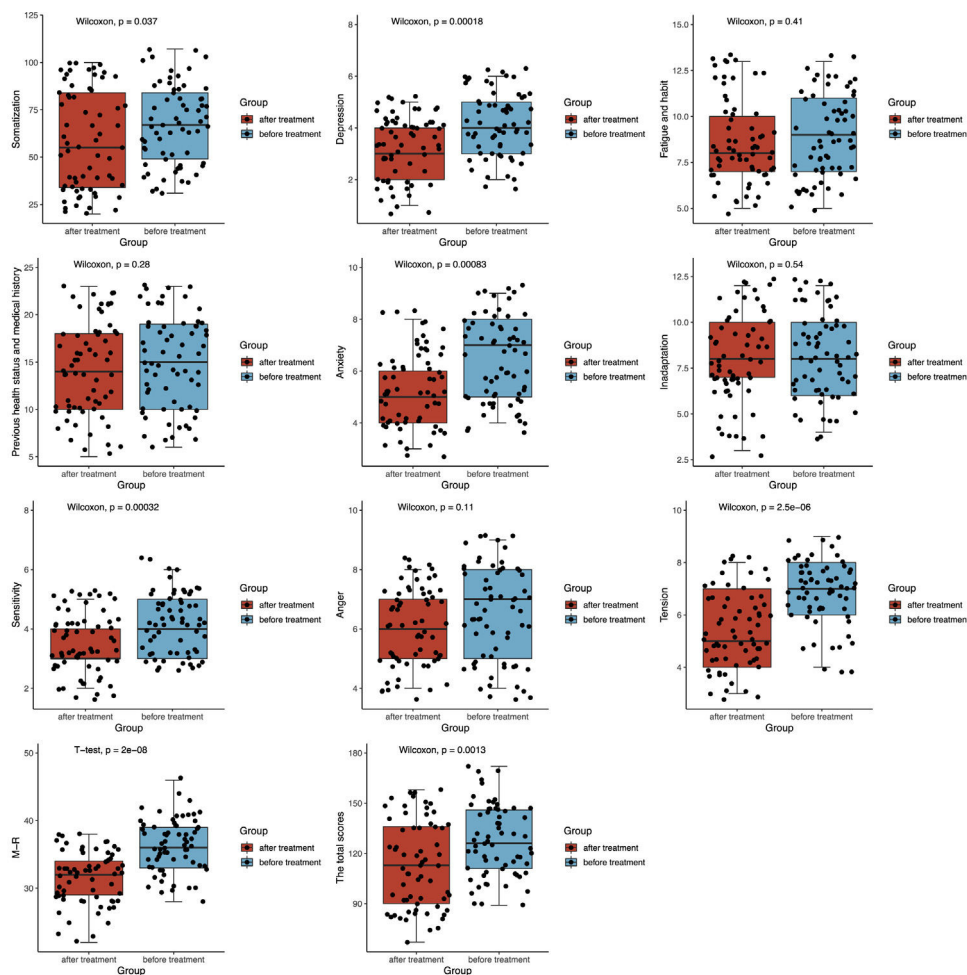 Wilcoxon, p = 0.037
Somatization
100
75
50
25
after treatment before treatment
Group
Group
after treatment
before treatment
Wilcoxon, p = 0.00018
Depression
8
6
4
2
after treatment before treatment
Group
Group
after treatment
before treatment
Wilcoxon, p = 0.41
Fatigue and habit
15.0
12.5
10.0
7.5
5.0
after treatment before treatment
Group
Group
after treatment
before treatment
Wilcoxon, p = 0.28
Previous health status and medical history
25
20
15
10
5
after treatment before treatment
Group
Group
after treatment
before treatment
Wilcoxon, p = 0.00083
Anxiety
10
8
6
4
after treatment before treatment
Group
Group
after treatment
before treatment
Wilcoxon, p = 0.54
Inadaptation
12.5
10.0
7.5
5.0
2.5
after treatment before treatment
Group
Group
after treatment
before treatmen
Wilcoxon, p = 0.00032
Sensitivity
8
6
4
2
after treatment before treatment
Group
Group
after treatment
before treatment
Wilcoxon, p = 0.11
Anger
10
8
6
4
after treatment before treatment
Group
Group
after treatment
before treatment
Wilcoxon, p = 2.5e−06
Tension
10
8
6
4
after treatment before treatment
Group
Group
after treatment
before treatment
T−test, p = 2e−08
M−R
50
40
30
after treatment before treatment
Group
Group
after treatment
before treatment
Wilcoxon, p = 0.0013
The total scores
180
150
120
90
after treatment before treatment
Group
Group
after treatment
before treatment